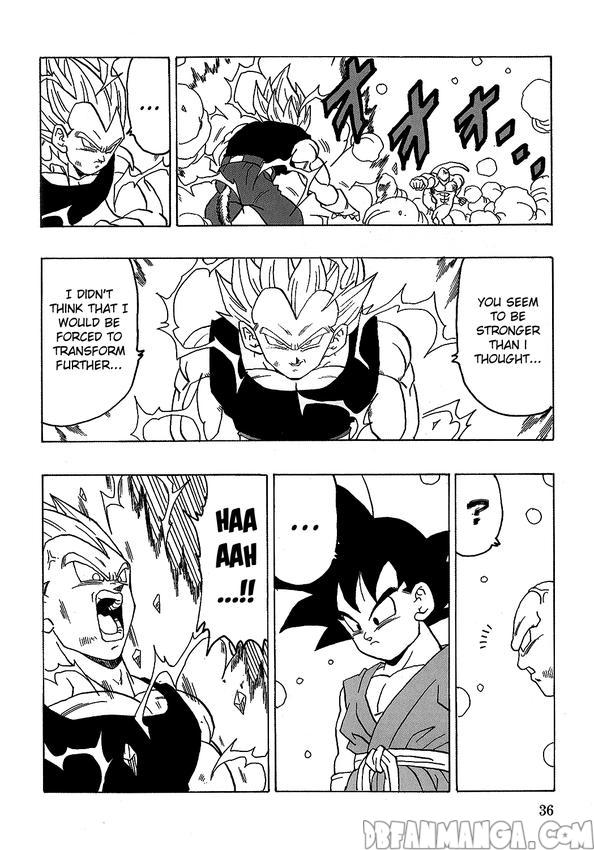 オオオ
...
YOU SEEM
TO BE
STRONGER
THAN I
THOUGHT...
I DIDN'T
THINK THAT I
WOULD BE
FORCED TO
TRANSFORM
FURTHER...
?
...
HAA
AAH
....!!
36
DBFANMANGA.COM